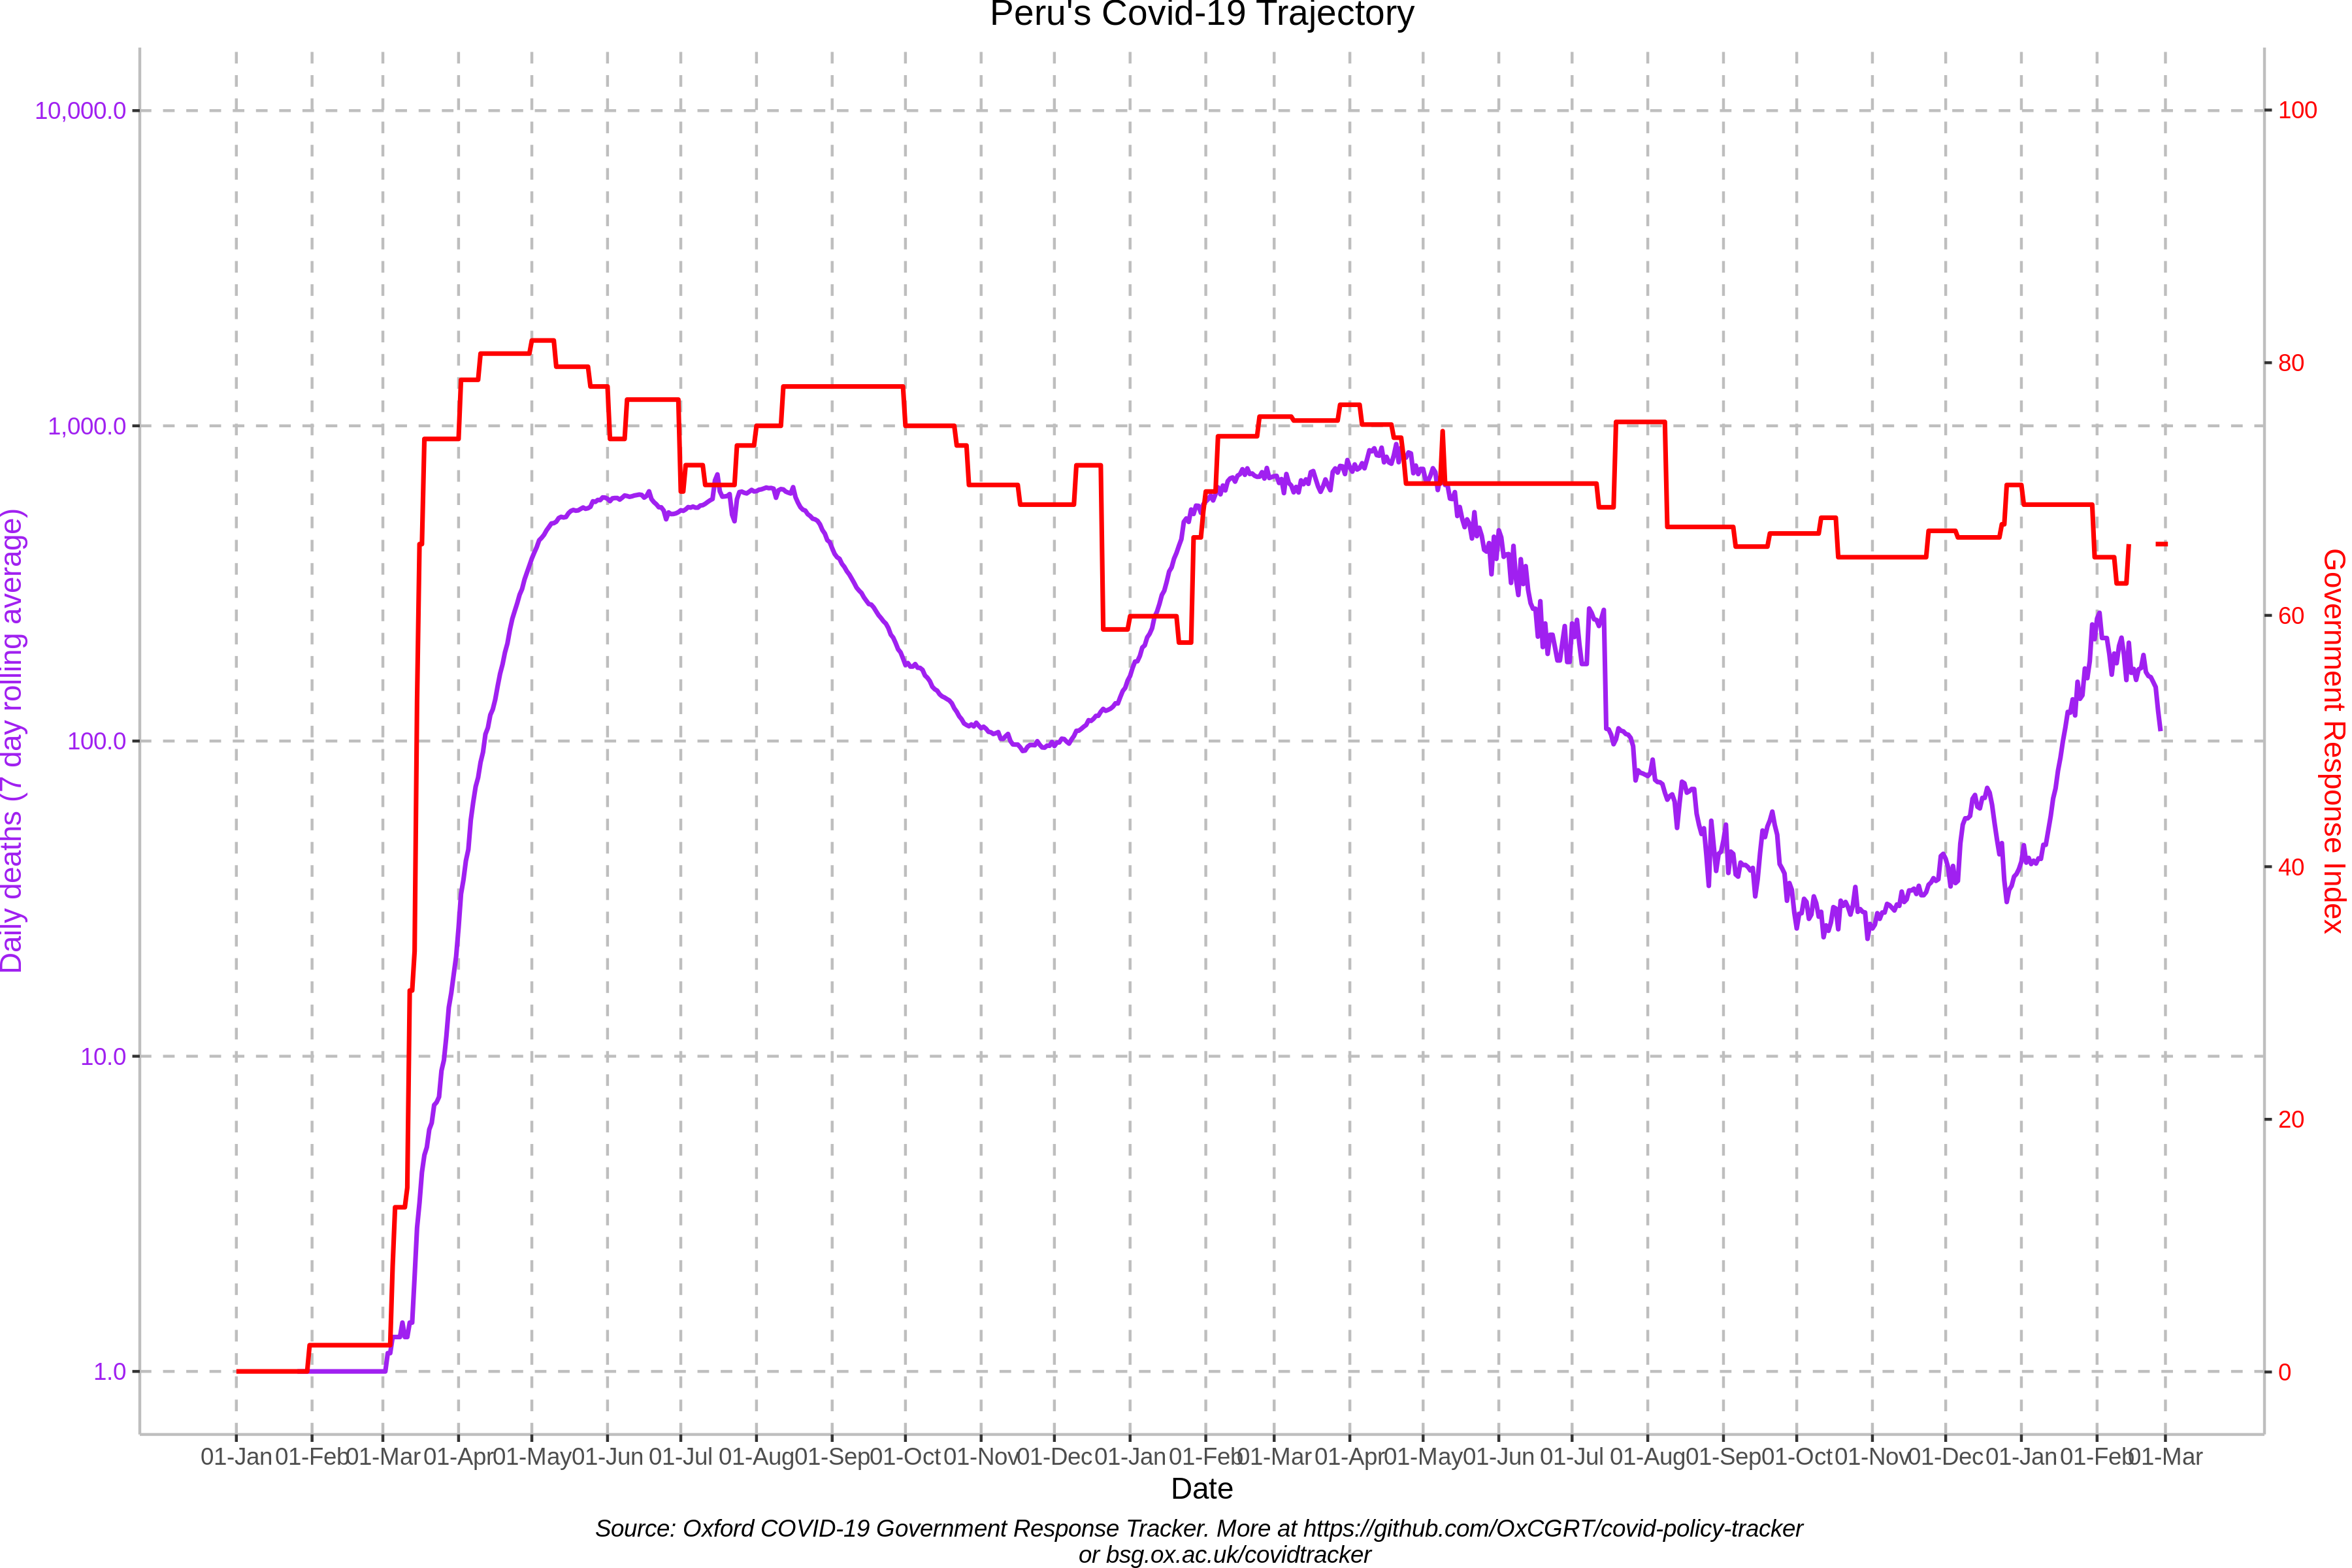 Peru's Covid-19 Trajectory
10,000.0
1,000.0
100.0
10.0
1.0
Daily deaths (7 day rolling average)
100
80
60
40
20
0
Government Response Index
01-Jan 01-Feb 01-Mar 01-Apr 01-May 01-Jun 01-Jul 01-Aug 01-Sep 01-Oct 01-Nov 01-Dec 01-Jan 01-Feb 01-Mar 01-Apr 01-May 01-Jun 01-Jul 01-Aug 01-Sep 01-Oct 01-Nov 01-Dec 01-Jan 01-Feb 01-Mar
Date
Source: Oxford COVID-19 Government Response Tracker. More at https://github.com/OxCGRT/covid-policy-tracker
or bsg.ox.ac.uk/covidtracker